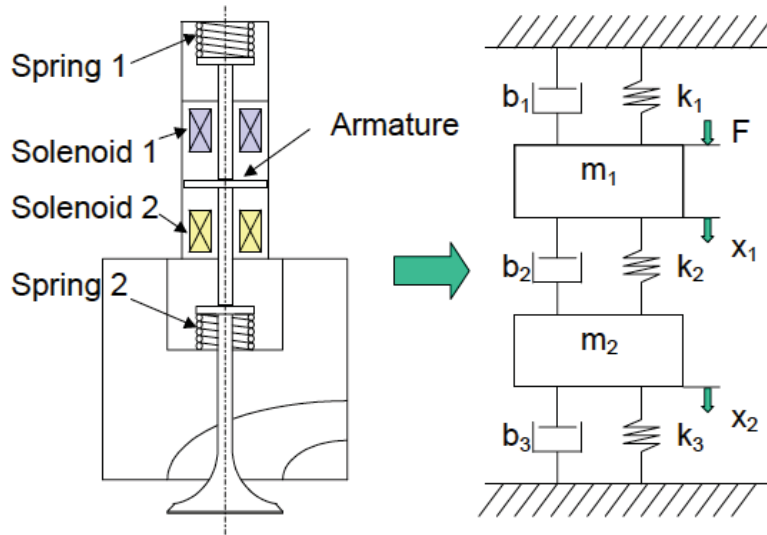 Spring 1
Solenoid 1
Armature
Solenoid 2
Spring 2
b₁
k₁
F
m₁
x₁
b₂
k₂
m₂
x₂
b₃
k₃